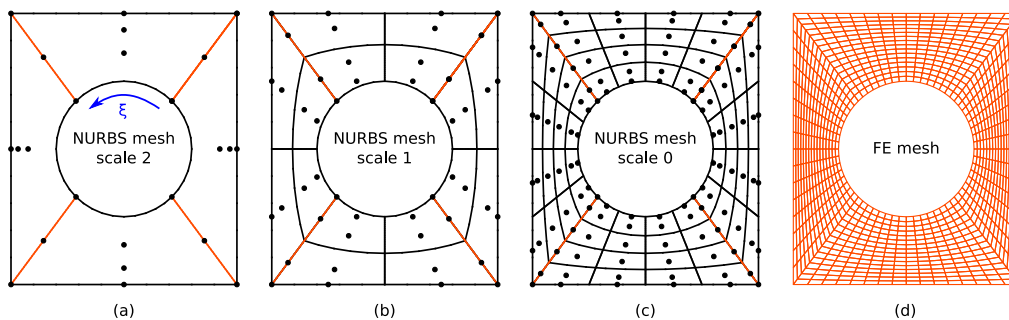 ξ
NURBS mesh
scale 2
NURBS mesh
scale 1
NURBS mesh
scale 0
FE mesh
(a)
(b)
(c)
(d)